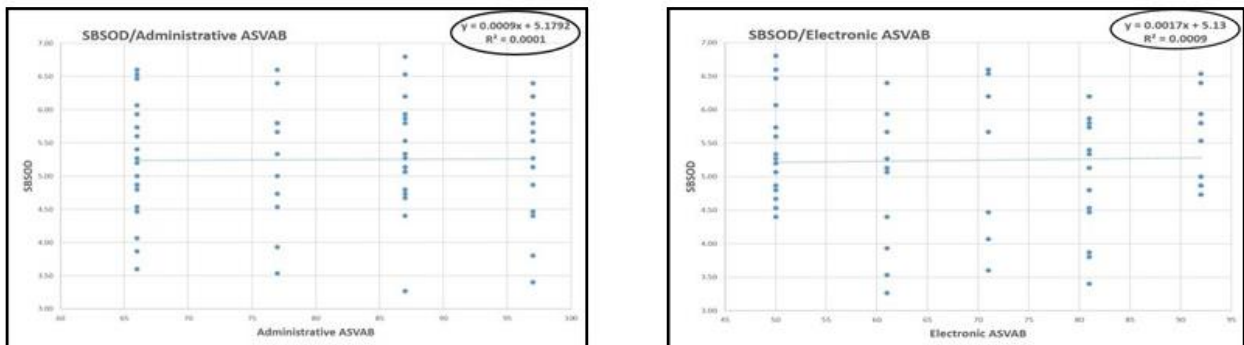 SBSOD/Administrative ASVAB
y = 0.0009x + 5.1792
R² = 0.0001
7.00
6.50
6.00
5.50
5.00
4.50
4.00
3.50
3.00
SBSOD
60 65 70 75 80 85 90 95 100
Administrative ASVAB
SBSOD/Electronic ASVAB
y = 0.0017x + 5.13
R² = 0.0009
7.00
6.50
6.00
5.50
5.00
4.50
4.00
3.50
3.00
SBSOD
45 50 55 60 65 70 75 80 85 90 95
Electronic ASVAB